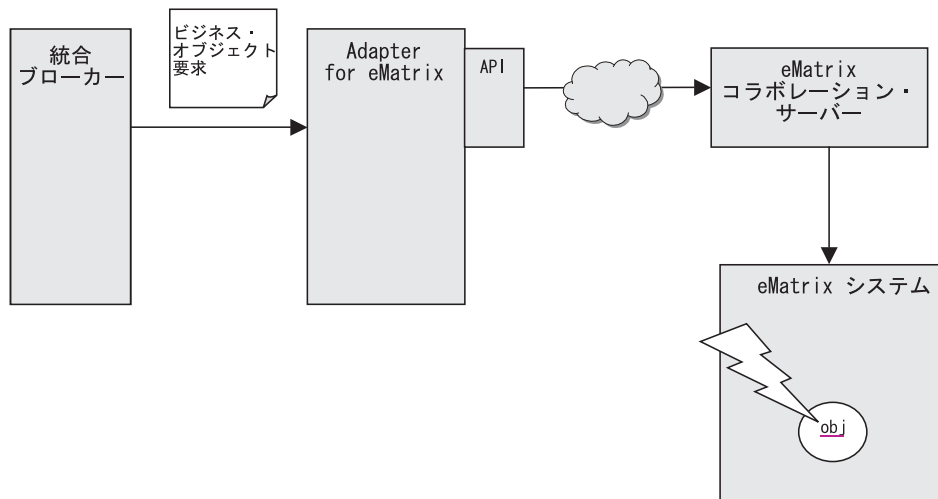 統合
ブローカー
ビジネス・
オブジェクト
要求
Adapter
for eMatrix
API
eMatrix
コラボレーション・
サーバー
eMatrix システム
obj